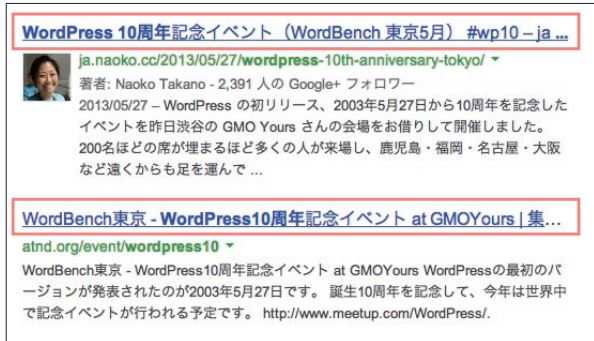 WordPress 10周年記念イベント（WordBench 東京5月） #wp10 – ja ...
ja.naoko.cc/2013/05/27/wordpress-10th-anniversary-tokyo/
著者: Naoko Takano - 2,391 人の Google+ フォロワー
2013/05/27 – WordPress の初リリース、2003年5月27日から10周年を記念した
イベントを昨日渋谷の GMO Yours さんの会場をお借りして開催しました。
200名ほどの席が埋まるほど多くの人が来場し、鹿児島・福岡・名古屋・大阪
など遠くからも足を運んで ...
WordBench東京 - WordPress10周年記念イベント at GMOYours | 集...
atnd.org/event/wordpress10
WordBench東京 - WordPress10周年記念イベント at GMOYours WordPressの最初のバ
ージョンが発表されたのが2003年5月27日です。 誕生10周年を記念して、今年は世界中
で記念イベントが行われる予定です。 http://www.meetup.com/WordPress/.